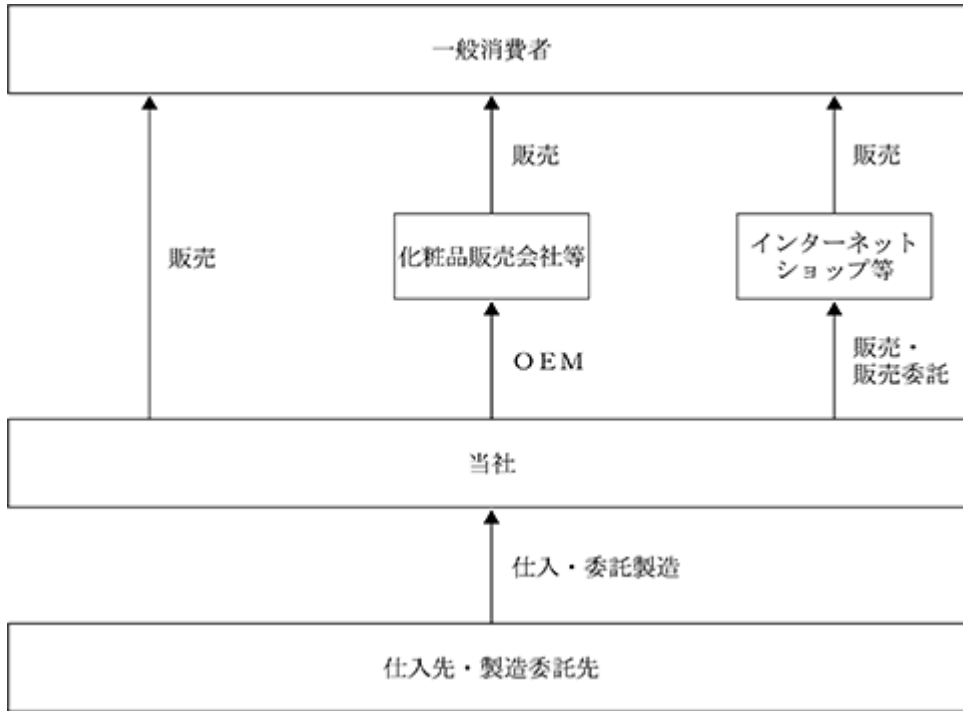 一般消費者
販売
販売
販売
化粧品販売会社等
インターネット
ショップ等
ＯＥＭ
販売・
販売委託
当社
仕入・委託製造
仕入先・製造委託先